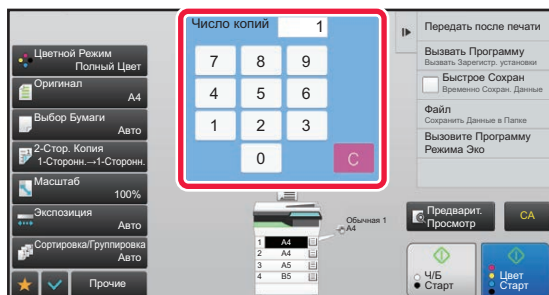 Число копий 1
7 8 9
4 5 6
1 2 3
0 C
Цветной Режим
Полный Цвет
Оригинал
A4
Выбор Бумаги
Авто
2-Стор. Копия
1-Сторонн.→1-Сторонн.
Масштаб
100%
Экспозиция
Авто
Сортировка/Группировка
Авто
Прочие
Обычная 1
A4
1 A4
2 A4
3 A5
4 B5
Передать после печати
Вызвать Программу
Вызвать Зарегистр. установки
Быстрое Сохран
Временно Сохран. Данные
Файл
Сохранить Данные в Папке
Вызовите Программу
Режима Эко
Предварит.
Просмотр
CA
Ч/Б
Старт
Цвет
Старт